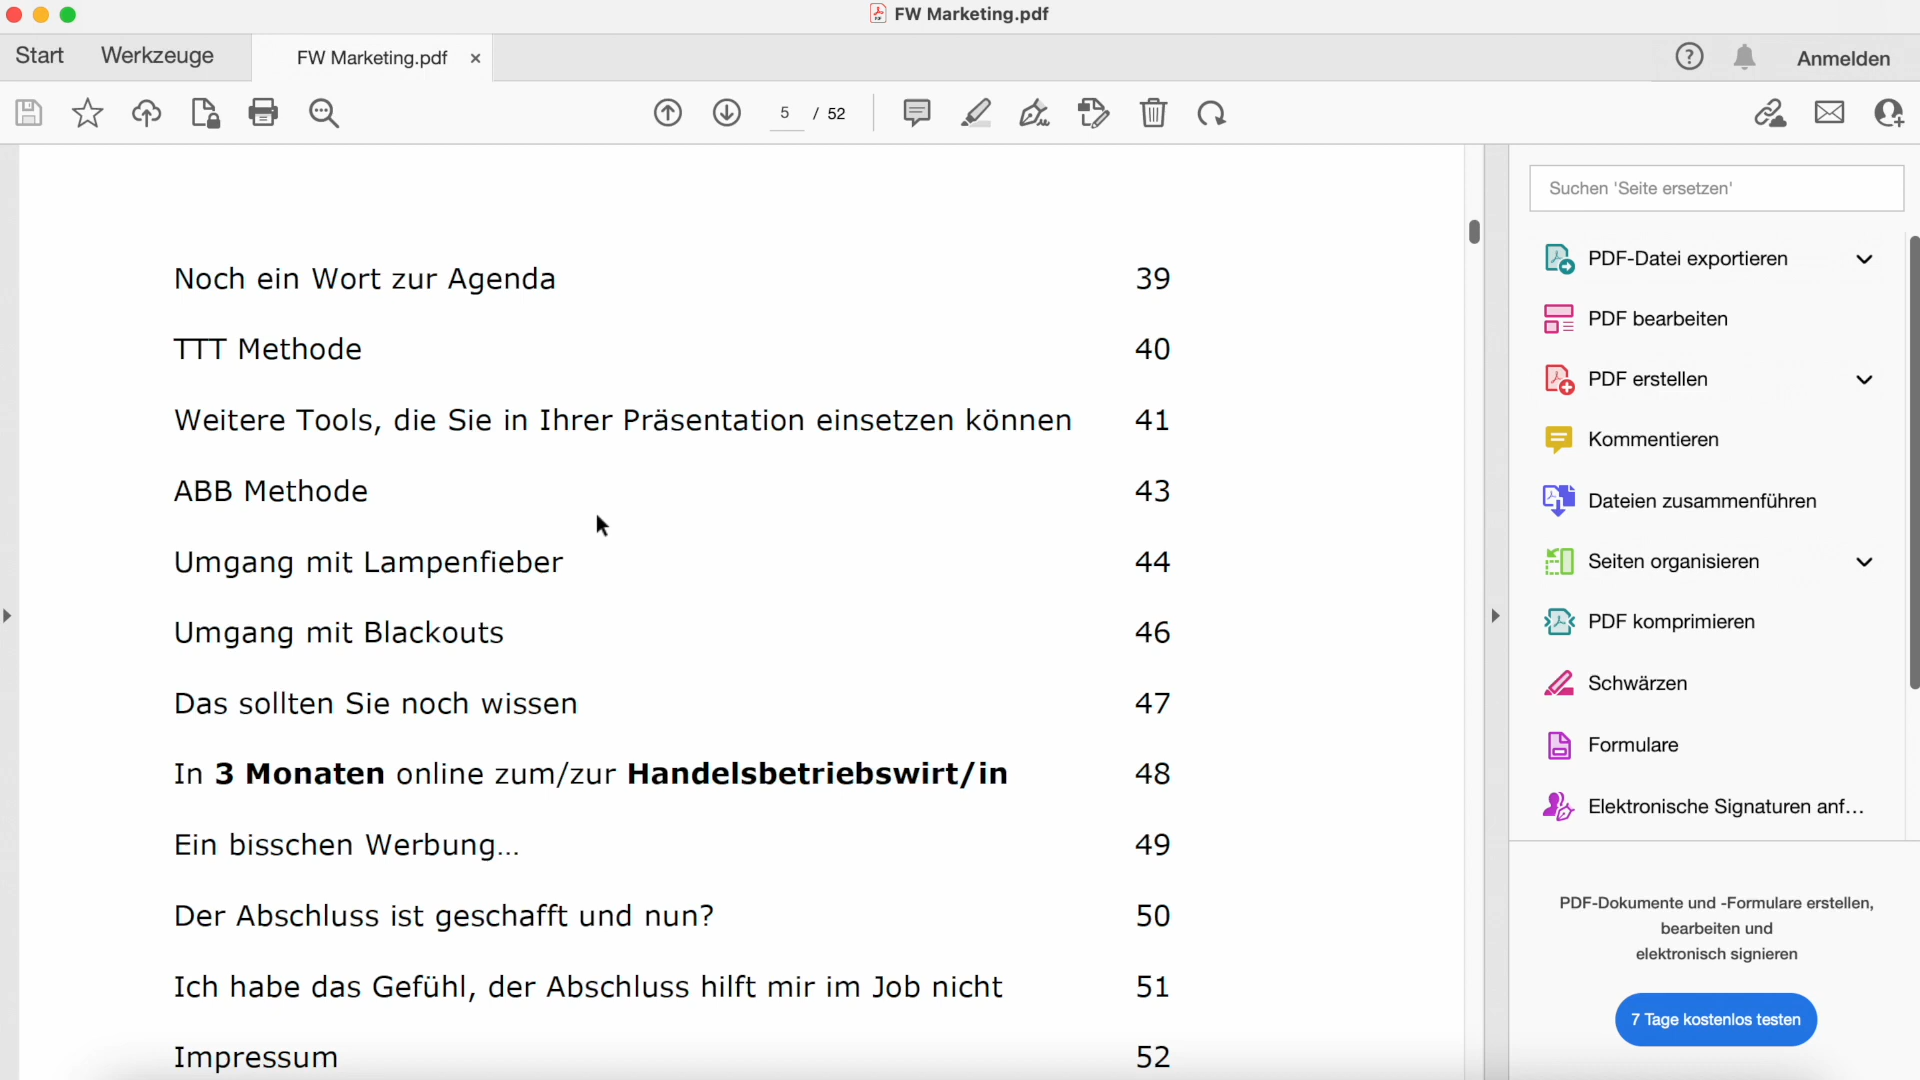 FW Marketing.pdf
Start Werkzeuge FW Marketing.pdf × Anmelden
5 / 52
Noch ein Wort zur Agenda 39
TTT Methode 40
Weitere Tools, die Sie in Ihrer Präsentation einsetzen können 41
ABB Methode 43
Umgang mit Lampenfieber 44
Umgang mit Blackouts 46
Das sollten Sie noch wissen 47
In 3 Monaten online zum/zur Handelsbetriebswirt/in 48
Ein bisschen Werbung... 49
Der Abschluss ist geschafft und nun? 50
Ich habe das Gefühl, der Abschluss hilft mir im Job nicht 51
Impressum 52
Suchen 'Seite ersetzen'
PDF-Datei exportieren
PDF bearbeiten
PDF erstellen
Kommentieren
Dateien zusammenführen
Seiten organisieren
PDF komprimieren
Schwärzen
Formulare
Elektronische Signaturen anf...
PDF-Dokumente und -Formulare erstellen,
bearbeiten und
elektronisch signieren
7 Tage kostenlos testen